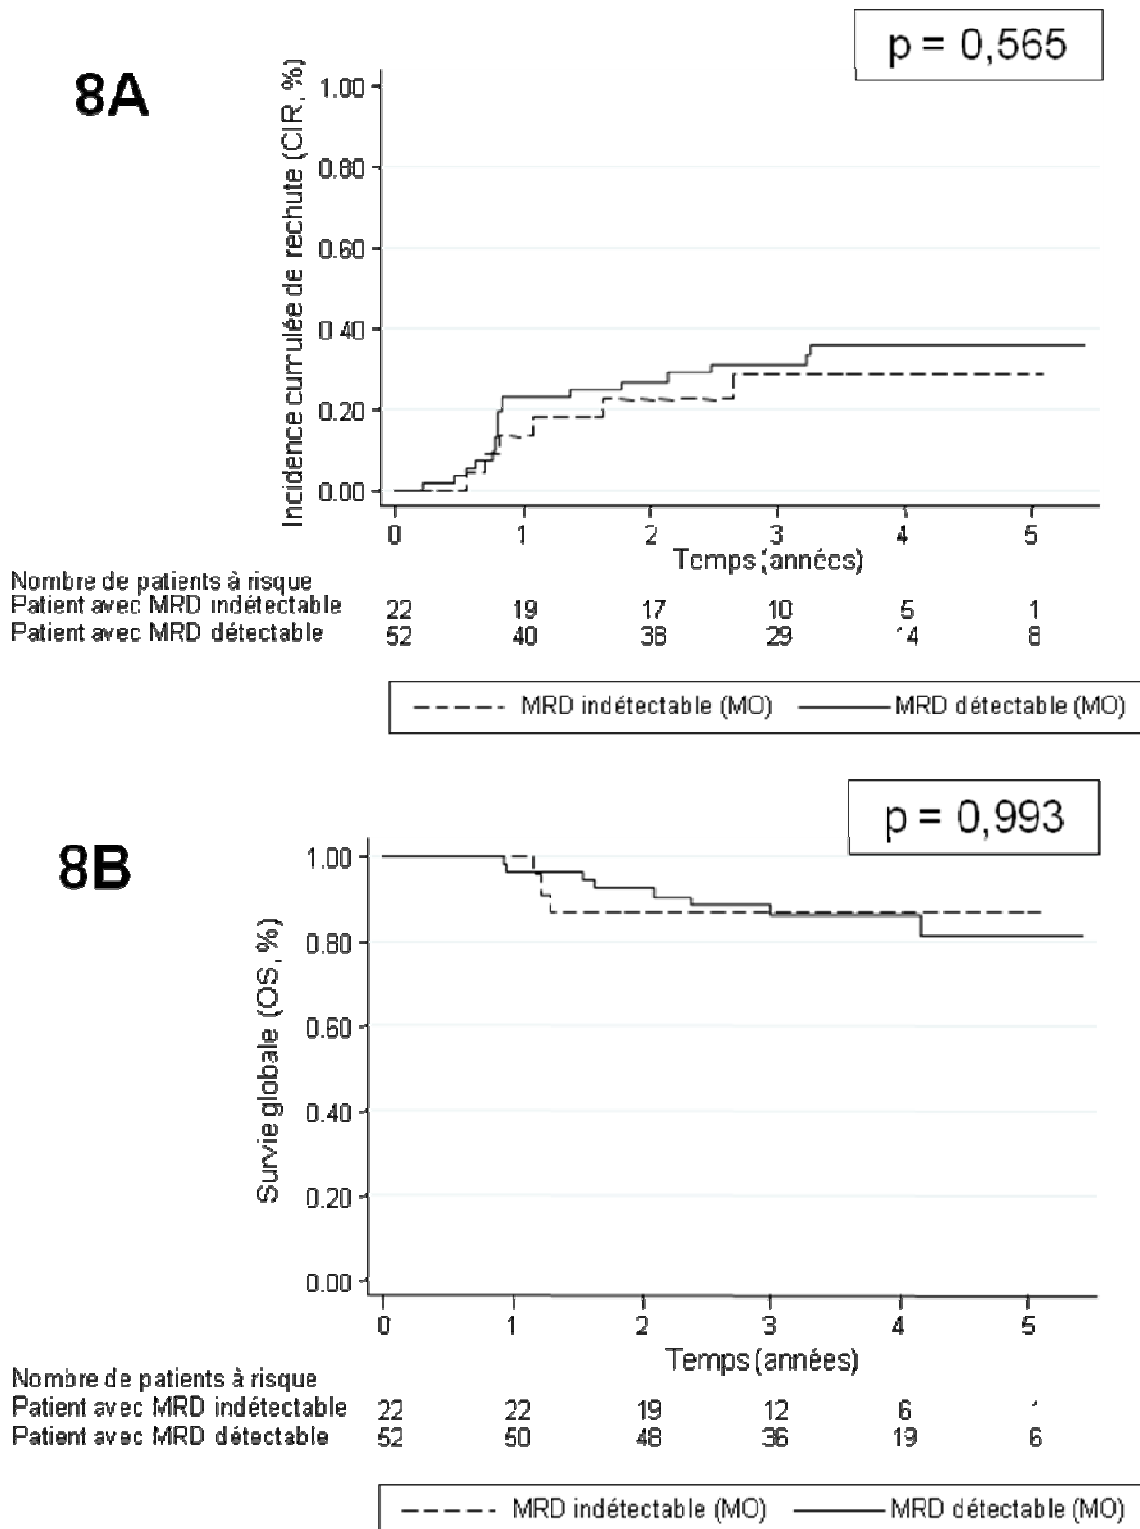 p = 0,565
8A
Incidence cumulée de rechute (CIR, %)
1.00
0.80
0.60
0.40
0.20
0.00
0 1 2 3 4 5
Temps (années)
Nombre de patients à risque
Patient avec MRD indétectable 22 19 17 10 5 1
Patient avec MRD détectable 52 40 38 29 14 8
MRD indétectable (MO) MRD détectable (MO)
p = 0,993
8B
Survie globale (OS, %)
1.00
0.80
0.60
0.40
0.20
0.00
0 1 2 3 4 5
Temps (années)
Nombre de patients à risque
Patient avec MRD indétectable 22 22 19 12 6 1
Patient avec MRD détectable 52 50 48 36 19 6
MRD indétectable (MO) MRD détectable (MO)